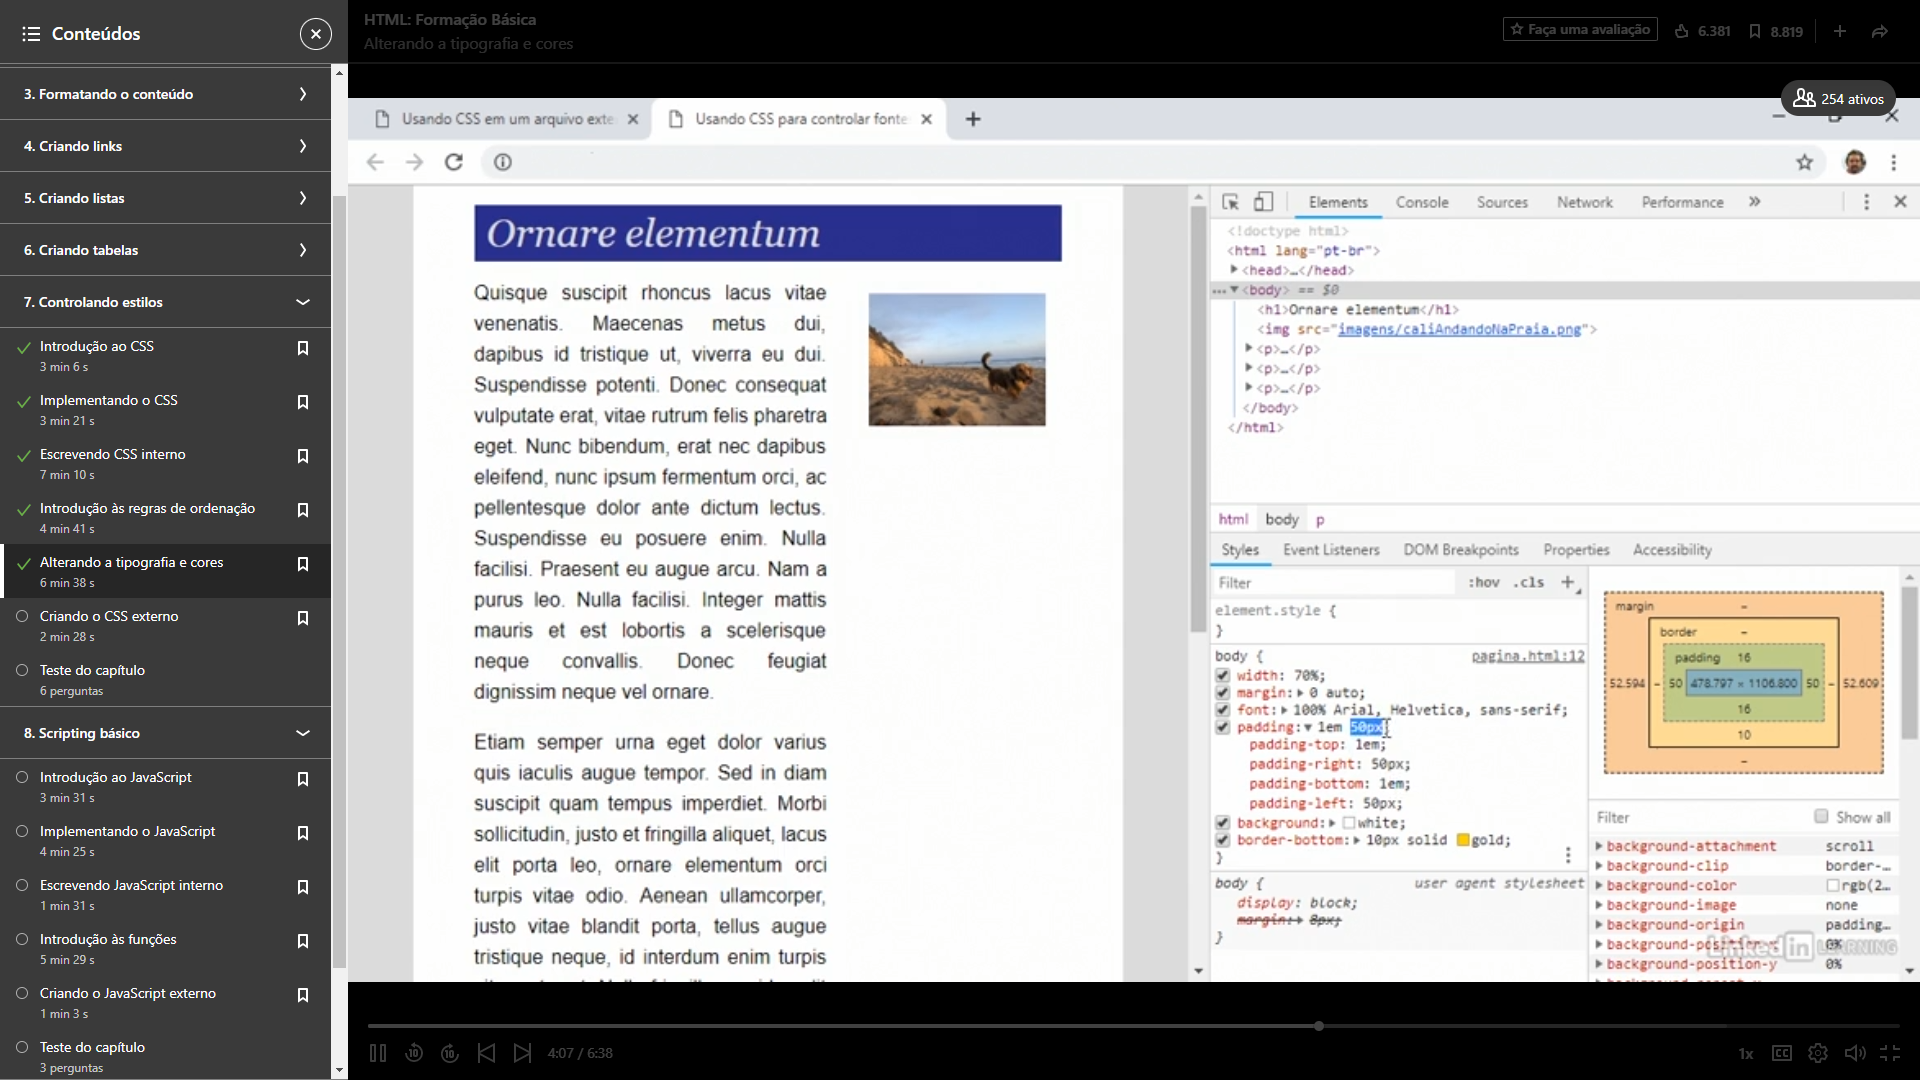 Conteúdos
3. Formatando o conteúdo
4. Criando links
5. Criando listas
6. Criando tabelas
7. Controlando estilos
Introdução ao CSS
3 min 6 s
Implementando o CSS
3 min 21 s
Escrevendo CSS interno
7 min 10 s
Introdução às regras de ordenação
4 min 41 s
Alterando a tipografia e cores
6 min 38 s
Criando o CSS externo
2 min 28 s
Teste do capítulo
6 perguntas
8. Scripting básico
Introdução ao JavaScript
3 min 31 s
Implementando o JavaScript
4 min 25 s
Escrevendo JavaScript interno
1 min 31 s
Introdução às funções
5 min 29 s
Criando o JavaScript externo
1 min 3 s
Teste do capítulo
3 perguntas
HTML: Formação Básica
Alterando a tipografia e cores
Faça uma avaliação
6.381
8.819
254 ativos
Usando CSS em um arquivo exte
Usando CSS para controlar fonte
Ornare elementum
Quisque suscipit rhoncus lacus vitae
venenatis. Maecenas metus dui,
dapibus id tristique ut, viverra eu dui.
Suspendisse potenti. Donec consequat
vulputate erat, vitae rutrum felis pharetra
eget. Nunc bibendum, erat nec dapibus
eleifend, nunc ipsum fermentum orci, ac
pellentesque dolor ante dictum lectus.
Suspendisse eu posuere enim. Nulla
facilisi. Praesent eu augue arcu. Nam a
purus leo. Nulla facilisi. Integer mattis
mauris et est lobortis a scelerisque
neque convallis. Donec feugiat
dignissim neque vel ornare.
Etiam semper urna eget dolor varius
quis iaculis augue tempor. Sed in diam
suscipit quam tempus imperdiet. Morbi
sollicitudin, justo et fringilla aliquet, lacus
elit porta leo, ornare elementum orci
turpis vitae odio. Aenean ullamcorper,
justo vitae blandit porta, tellus augue
tristique neque, id interdum enim turpis
Elements Console Sources Network Performance »
<!doctype html>
<html lang="pt-br">
<head>…</head>
… <body> == $0
<h1>Ornare elementum</h1>
<img src="imagens/caliAndandoNaPraia.png">
<p>…</p>
<p>…</p>
<p>…</p>
</body>
</html>
html body p
Styles Event Listeners DOM Breakpoints Properties Accessibility
Filter :hov .cls +
element.style {
}
body { pagina.html:12
width: 70%;
margin: 0 auto;
font: 100% Arial, Helvetica, sans-serif;
padding: 1em 50px;
padding-top: 1em;
padding-right: 50px;
padding-bottom: 1em;
padding-left: 50px;
background: white;
border-bottom: 10px solid gold;
}
body { user agent stylesheet
display: block;
margin: 8px;
}
margin –
border –
padding 16
52.594 – 50 478.797 × 1106.800 50 – 52.609
16
10
–
Filter Show all
background-attachment scroll
background-clip border-…
background-color rgb(2…
background-image none
background-origin padding…
background-position-x 0%
background-position-y 0%
Linked in LEARNING
4:07 / 6:38
1x
CC